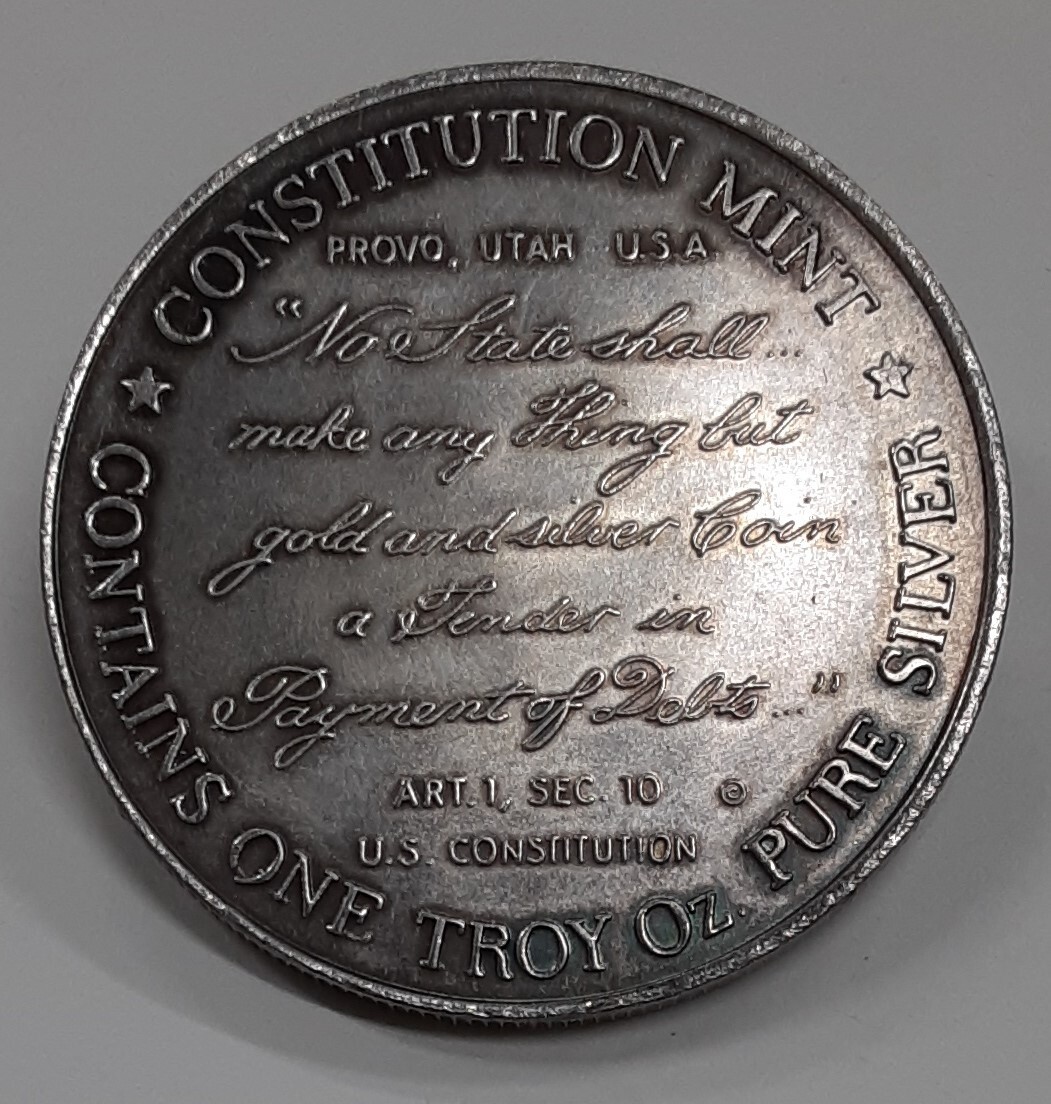 CONSTITUTION MINT
PROVO, UTAH U.S.A.
"No State shall...
make any Thing but
gold and silver Coin
a Tender in
Payment of Debts..."
ART. 1, SEC. 10 ©
U.S. CONSTITUTION
CONTAINS ONE TROY OZ. PURE SILVER